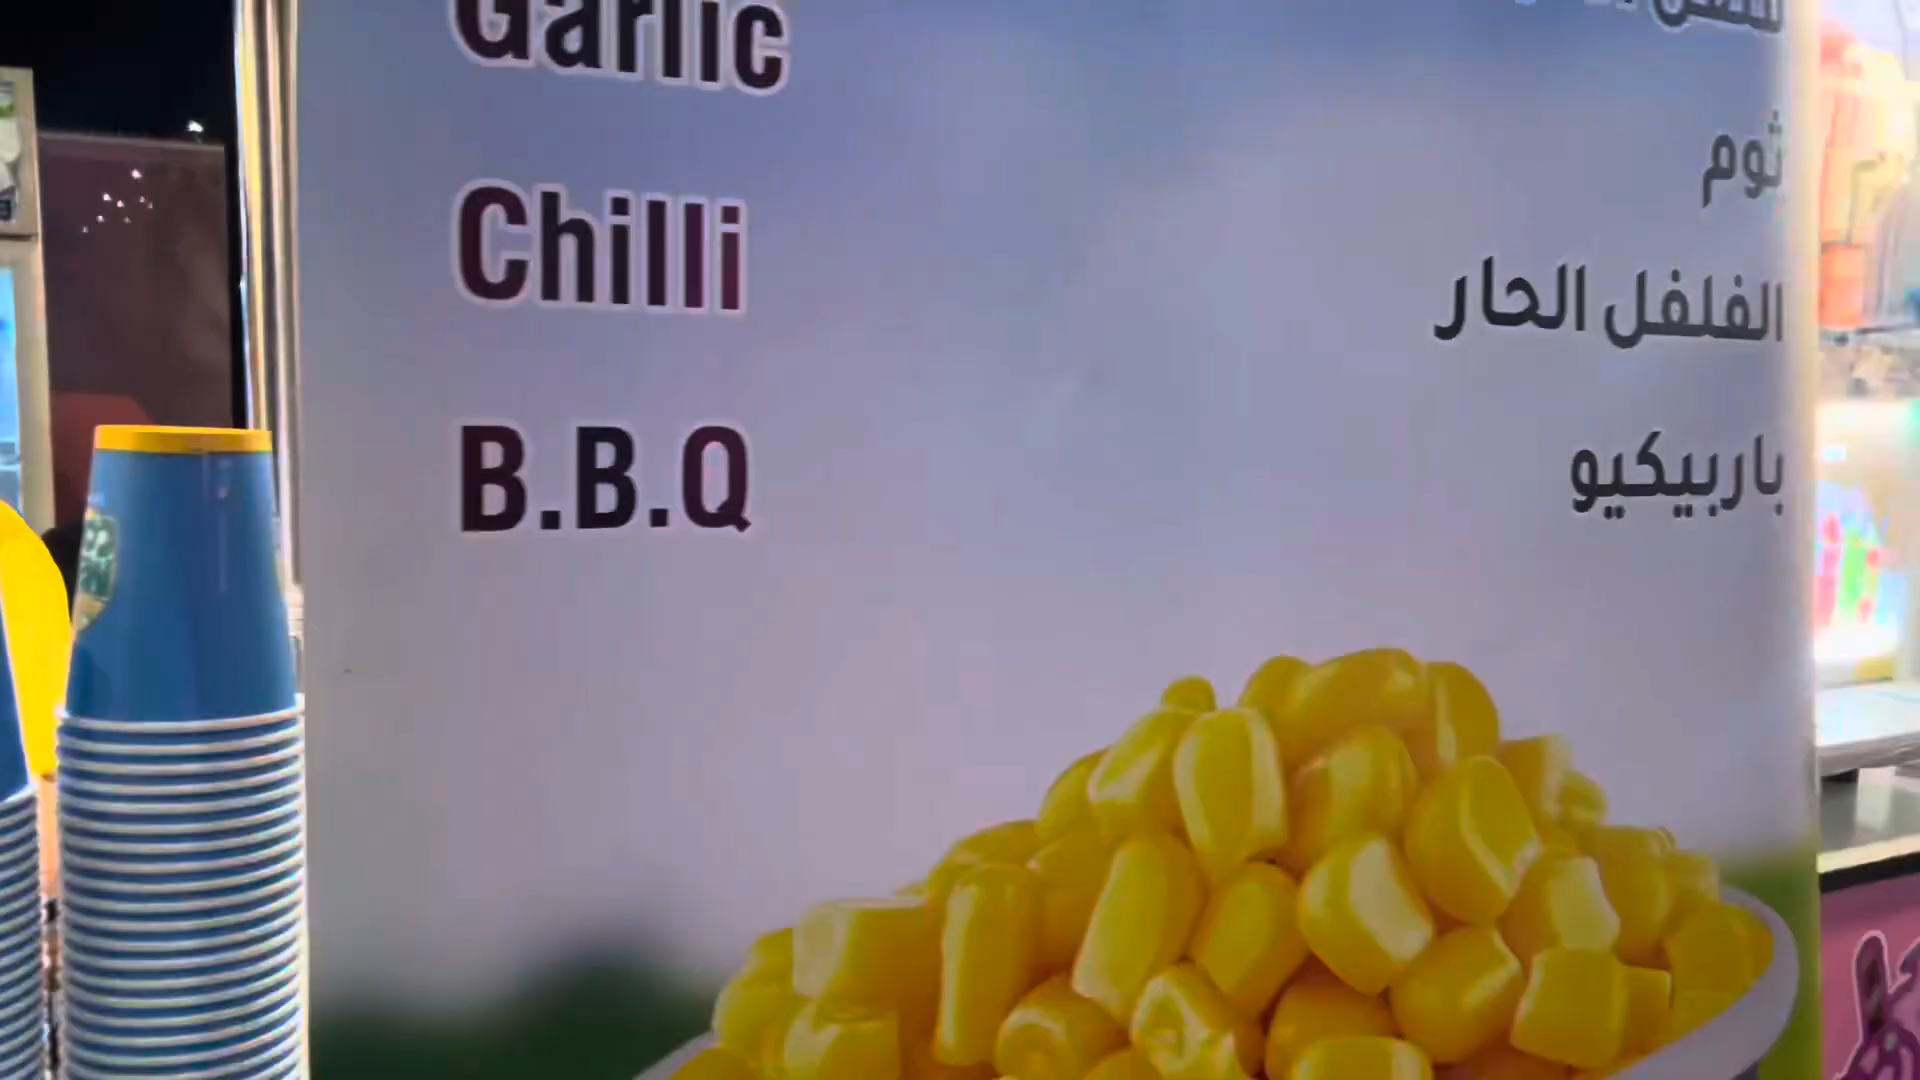 Garlic
ثوم
Chilli
الفلفل الحار
B.B.Q
باربيكيو